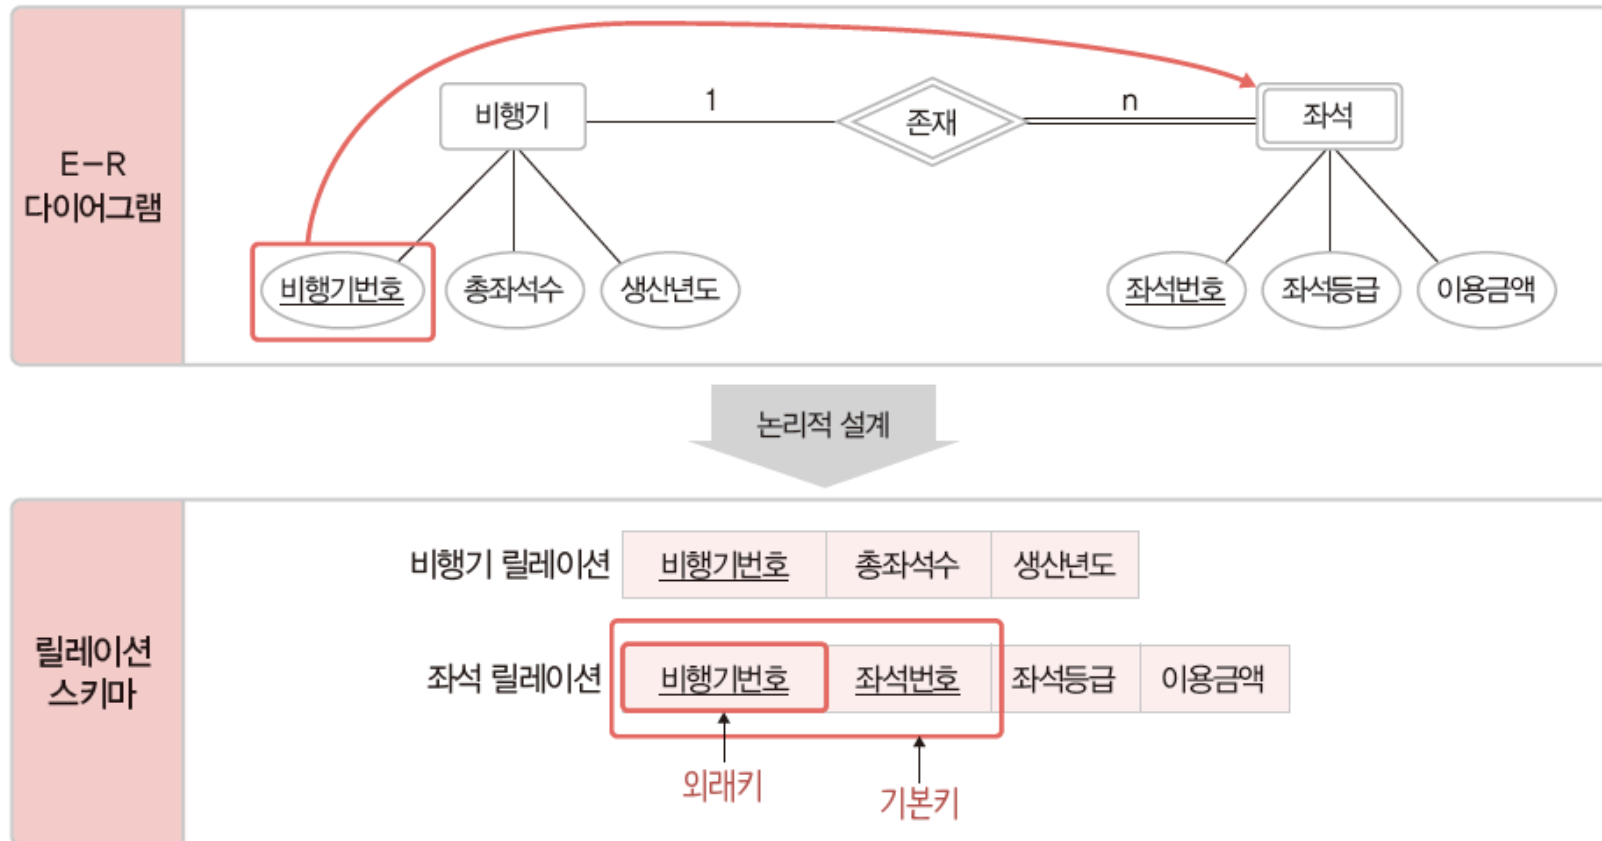 E-R
다이어그램
비행기
1
존재
n
좌석
비행기번호
총좌석수
생산년도
좌석번호
좌석등급
이용금액
논리적 설계
릴레이션
스키마
비행기 릴레이션 비행기번호 총좌석수 생산년도
좌석 릴레이션 비행기번호 좌석번호 좌석등급 이용금액
외래키
기본키